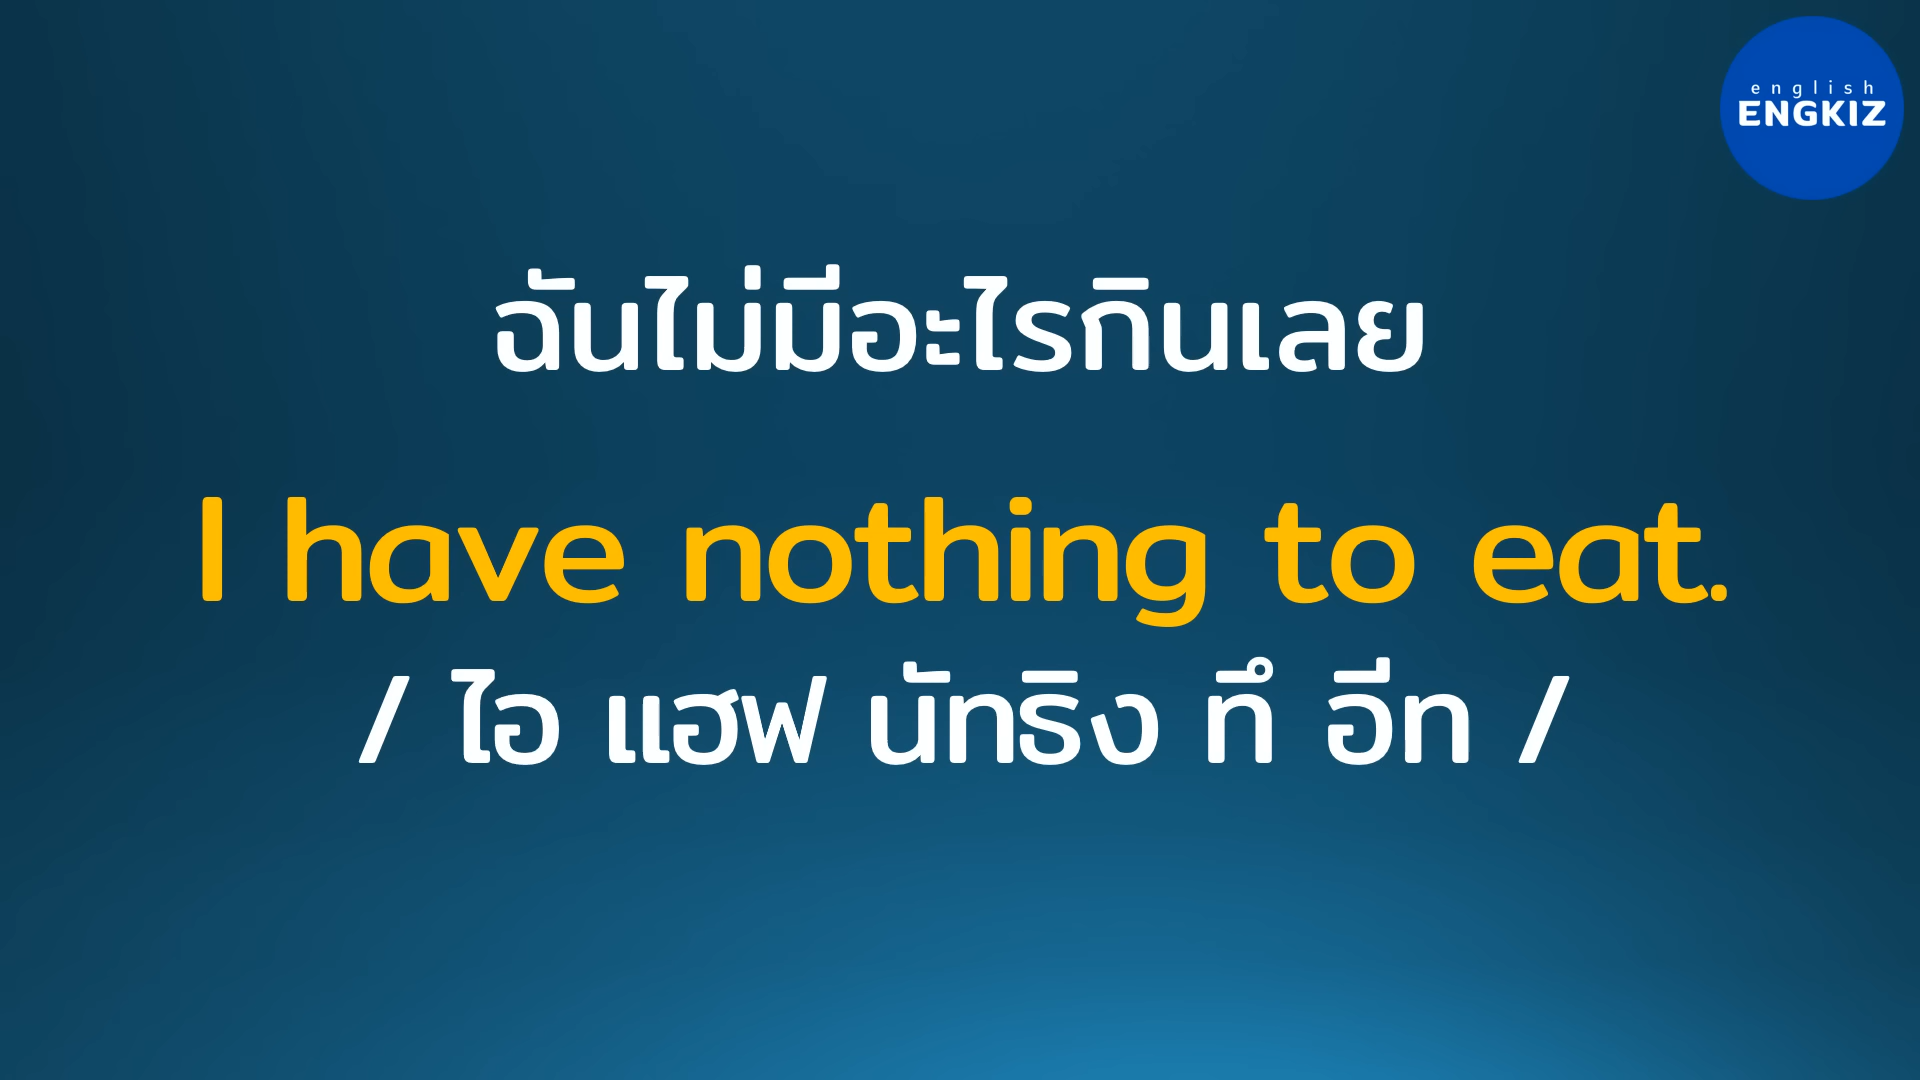 english
ENGKIZ
ฉันไม่มีอะไรกินเลย
I have nothing to eat.
/ ไอ แฮฟ นัทธิง ทึ อีท /